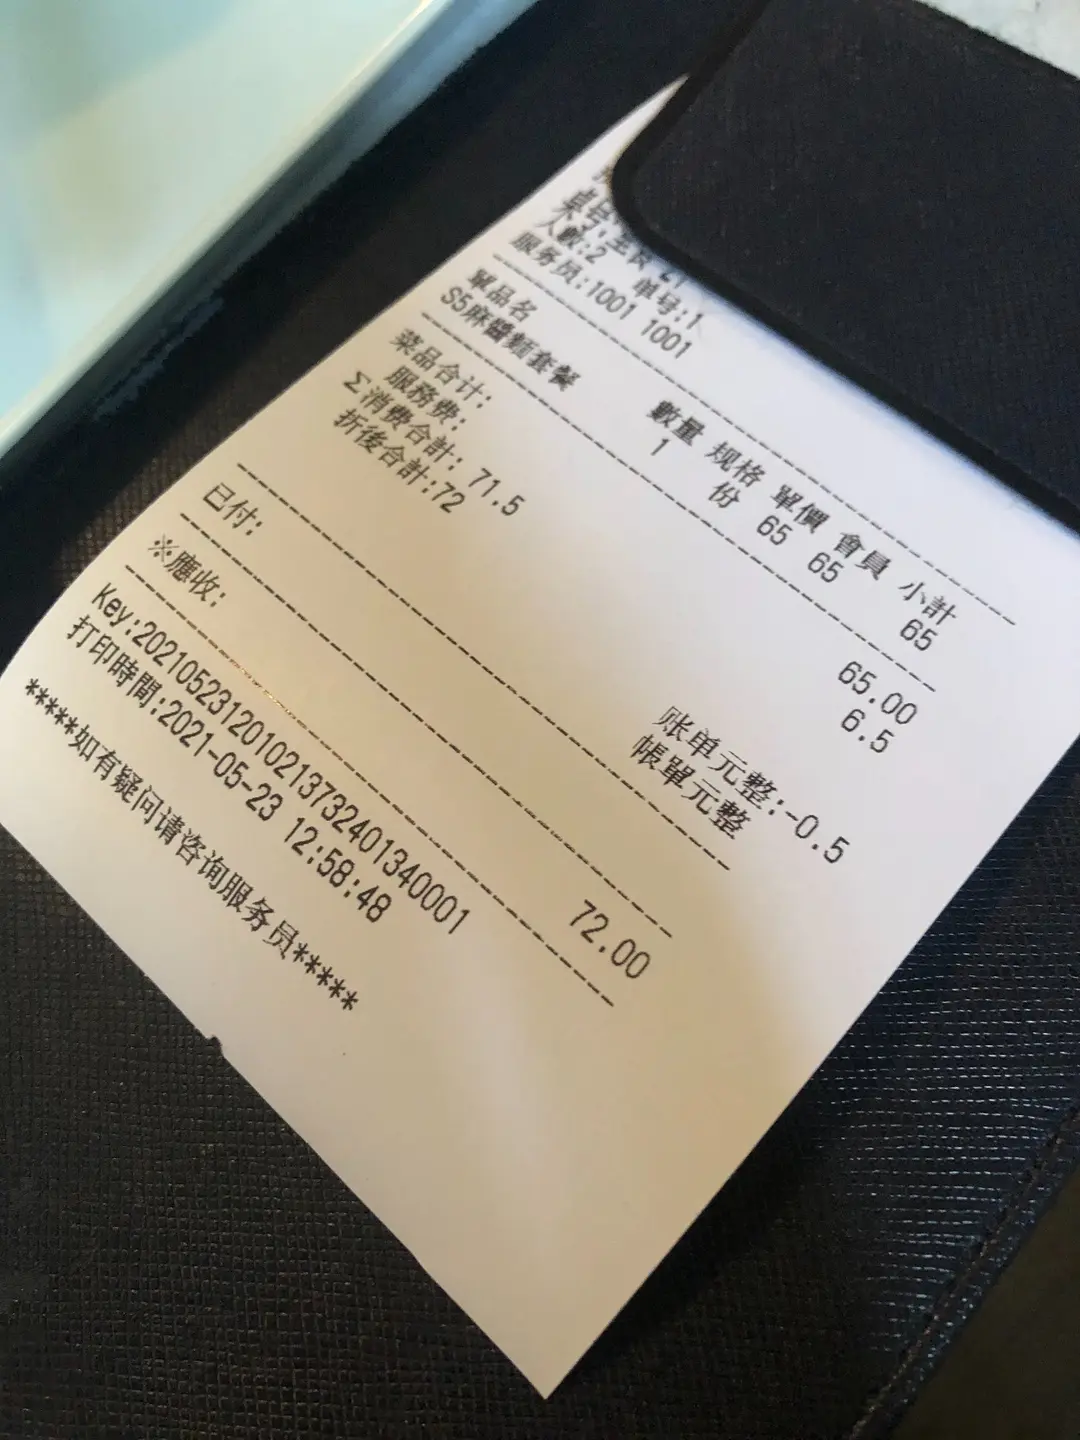 人數:2 单号:1
服务员:1001 1001
單品名 數量 规格 單價 會員 小計
S5麻醬麵套餐 1 份 65 65 65
菜品合计: 65.00
服務费: 6.5
Σ消费合計: 71.5 账单元整:-0.5
折後合計:72 帳單元整
已付:
※應收: 72.00
Key:20210523120102137324013​40001
打印時間:2021-05-23 12:58:48
*****如有疑问请咨询服务员*****